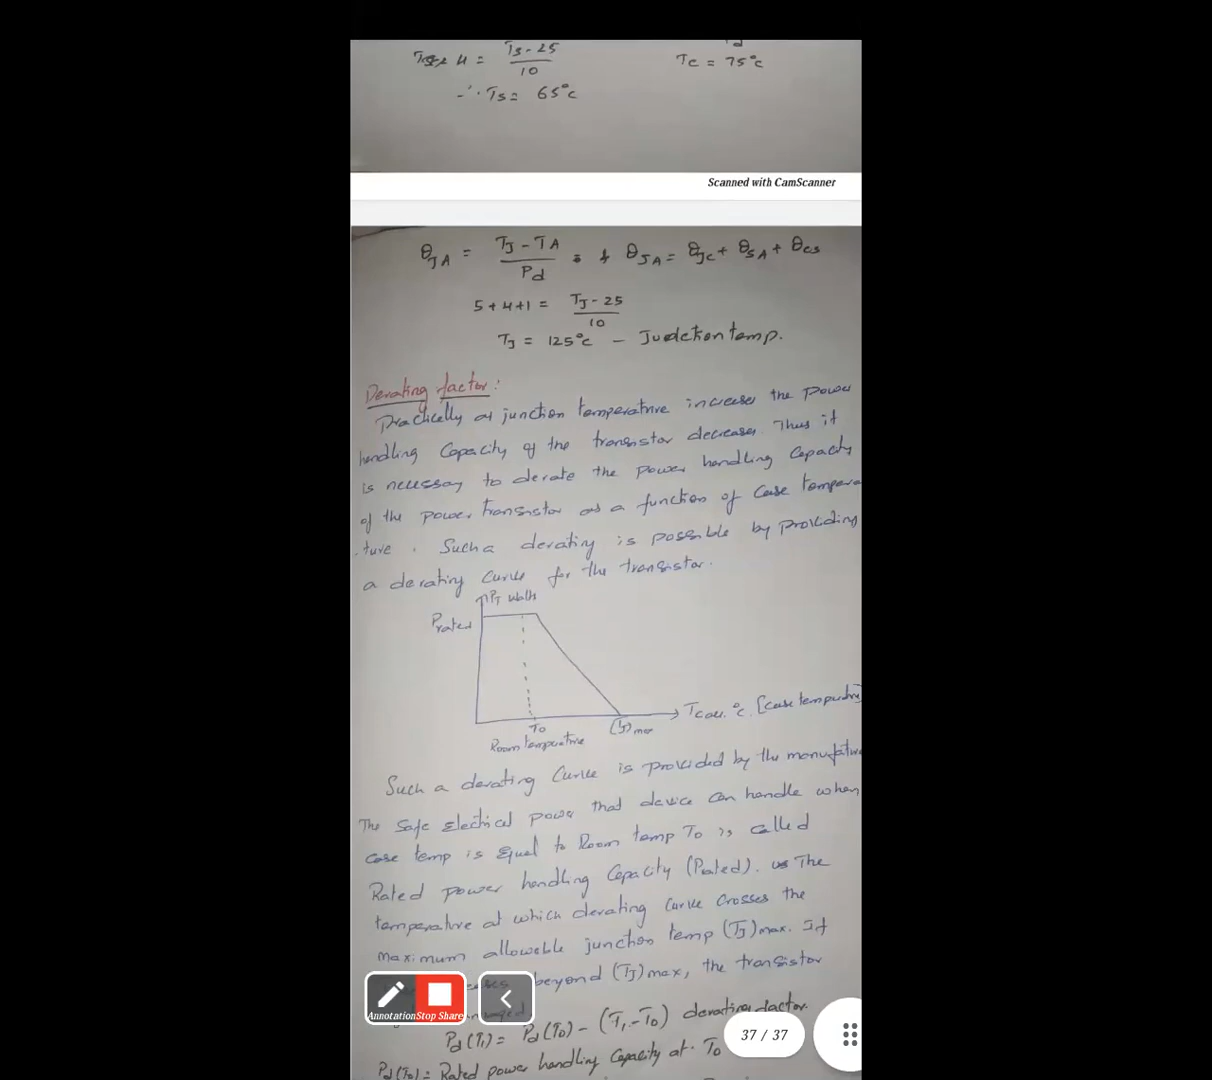 4 = Ts - 25 / 10
Tc = 75°c
∴ Ts = 65°c
Scanned with CamScanner
θJA = TJ - TA / Pd ; & θJA = θJC + θSA + θCS
5 + 4 + 1 = TJ - 25 / 10
TJ = 125°c - Junction temp.
Derating factor:
Practically as junction temperature increases the power
handling capacity of the transistor decreases. Thus it
is necessary to derate the power handling capacity
of the power transistor as a function of case tempera
ture. Such a derating is possible by providing
a derating curve for the transistor.
PT watts
Prated
Tcase °c [case temperature]
To
(TJ)max
Room temperature
Such a derating curve is provided by the
The safe electrical power that device can handle when
case temp is equal to Room temp To is called
Rated power handling capacity (Prated). The
temperature at which derating curve crosses the
maximum allowable junction temp (TJ)max. If
beyond (TJ)max, the transistor
Annotation Stop Share
Pd(T1) = Pd(To) - (T1 - To) derating factor.
37 / 37
Pd(To) = Rated power handling capacity at To